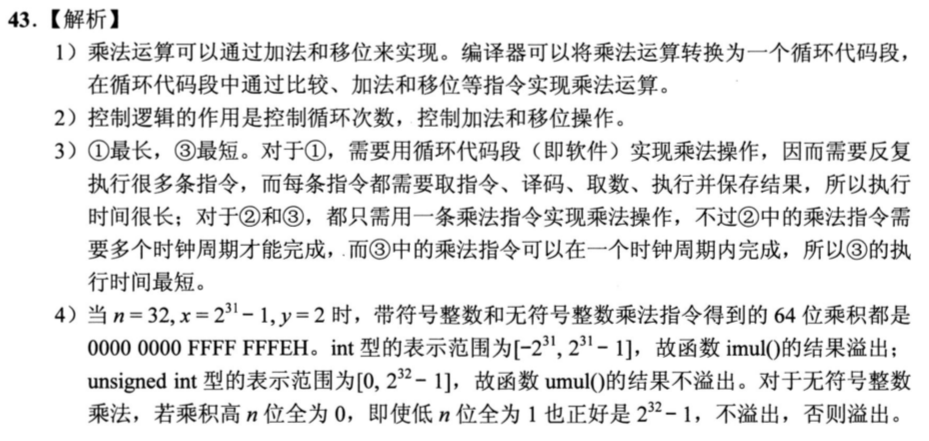 43.【解析】
1）乘法运算可以通过加法和移位来实现。编译器可以将乘法运算转换为一个循环代码段，
在循环代码段中通过比较、加法和移位等指令实现乘法运算。
2）控制逻辑的作用是控制循环次数，控制加法和移位操作。
3）①最长，③最短。对于①，需要用循环代码段（即软件）实现乘法操作，因而需要反复
执行很多条指令，而每条指令都需要取指令、译码、取数、执行并保存结果，所以执行
时间很长；对于②和③，都只需用一条乘法指令实现乘法操作，不过②中的乘法指令需
要多个时钟周期才能完成，而③中的乘法指令可以在一个时钟周期内完成，所以③的执
行时间最短。
4）当 n = 32, x = 2³¹ − 1, y = 2 时，带符号整数和无符号整数乘法指令得到的 64 位乘积都是
0000 0000 FFFF FFFEH。int 型的表示范围为[−2³¹, 2³¹ − 1]，故函数 imul()的结果溢出；
unsigned int 型的表示范围为[0, 2³² − 1]，故函数 umul()的结果不溢出。对于无符号整数
乘法，若乘积高 n 位全为 0，即使低 n 位全为 1 也正好是 2³² − 1，不溢出，否则溢出。